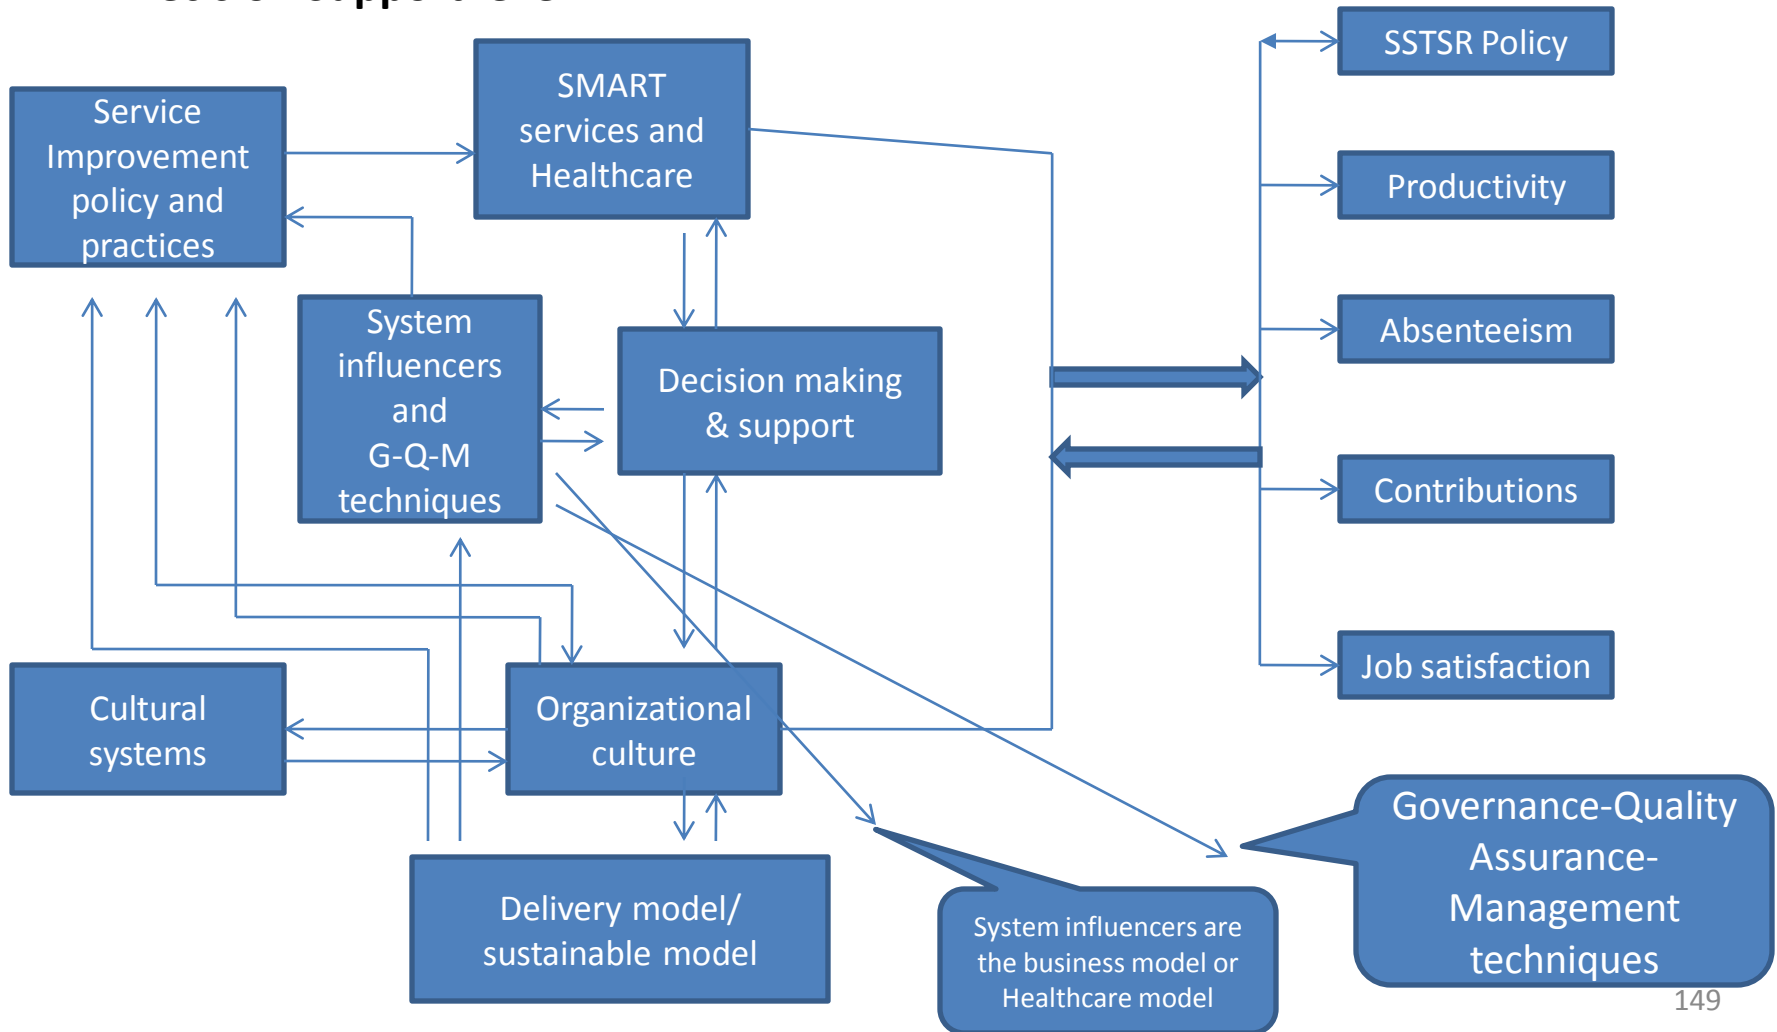 SSTSR Policy
SMART
services and
Healthcare
Service
Improvement
policy and
practices
Productivity
System
influencers
and
G-Q-M
techniques
Absenteeism
Decision making
& support
Contributions
Job satisfaction
Cultural
systems
Organizational
culture
Governance-Quality
Assurance-
Management
techniques
Delivery model/
sustainable model
System influencers are
the business model or
Healthcare model
149